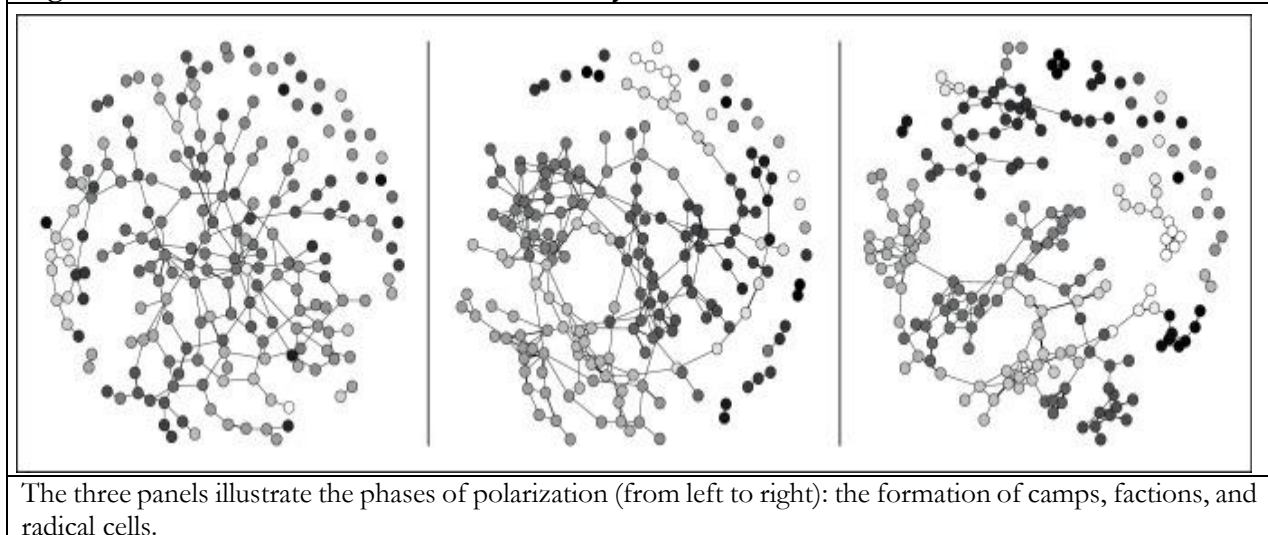 The three panels illustrate the phases of polarization (from left to right): the formation of camps, factions, and
radical cells.